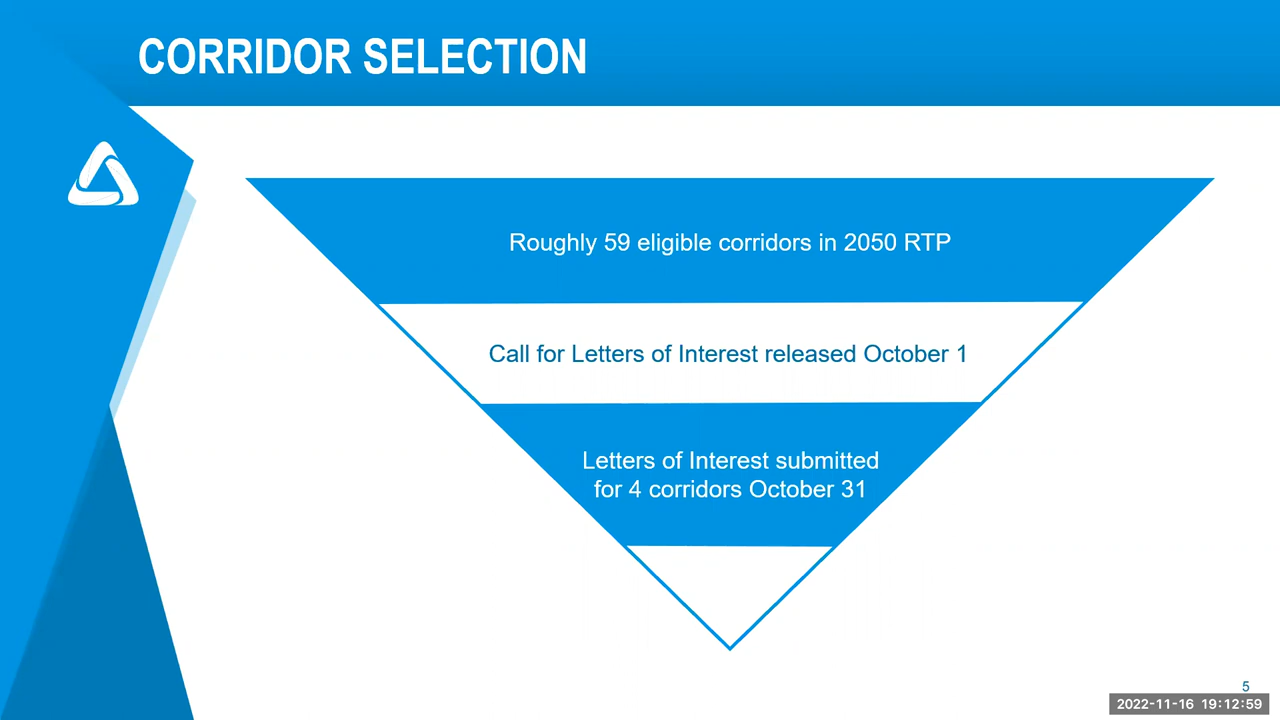 CORRIDOR SELECTION
Roughly 59 eligible corridors in 2050 RTP
Call for Letters of Interest released October 1
Letters of Interest submitted
for 4 corridors October 31
5
2022-11-16 19:12:59